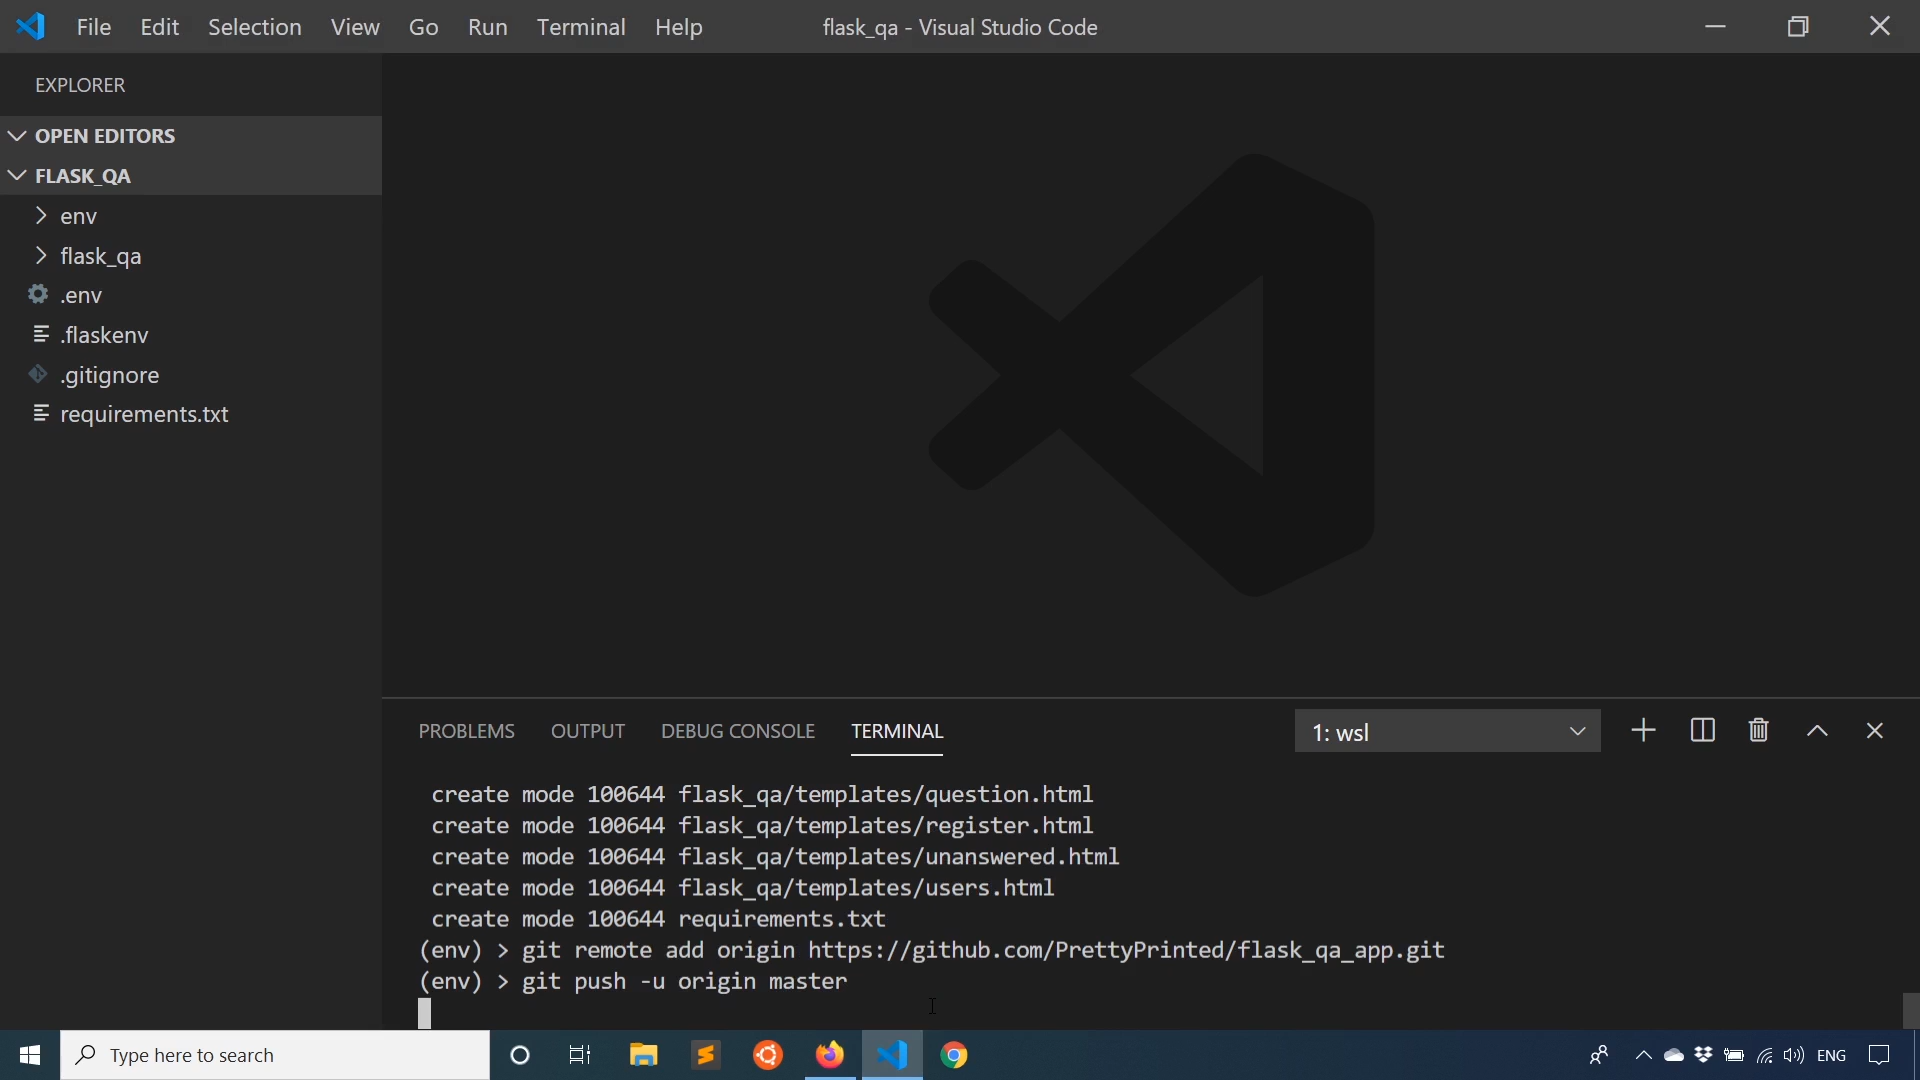 File Edit Selection View Go Run Terminal Help flask_qa - Visual Studio Code
EXPLORER
OPEN EDITORS
FLASK_QA
env
flask_qa
.env
.flaskenv
.gitignore
requirements.txt
PROBLEMS OUTPUT DEBUG CONSOLE TERMINAL 1: wsl
create mode 100644 flask_qa/templates/question.html
create mode 100644 flask_qa/templates/register.html
create mode 100644 flask_qa/templates/unanswered.html
create mode 100644 flask_qa/templates/users.html
create mode 100644 requirements.txt
(env) > git remote add origin https://github.com/PrettyPrinted/flask_qa_app.git
(env) > git push -u origin master
Type here to search ENG